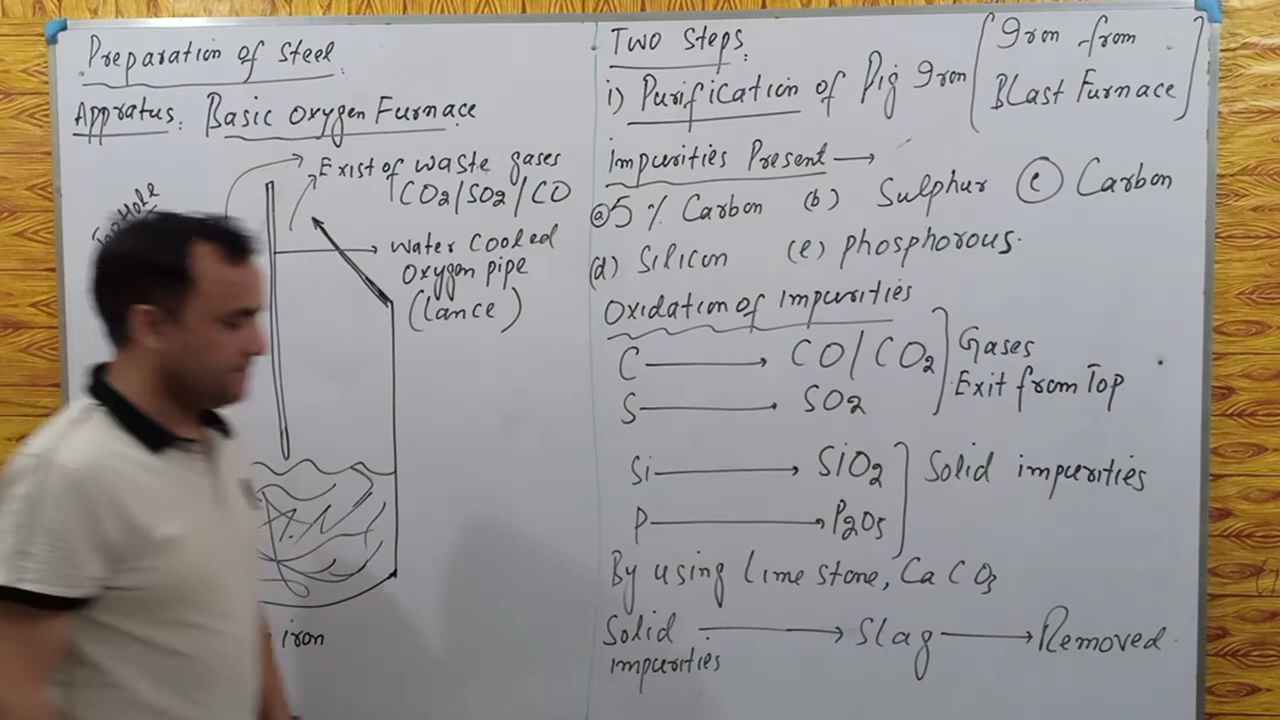 Preparation of Steel.
Appratus: Basic Oxygen Furnace
Exist of waste gases
CO2/SO2/CO
Tap Hole
Water Cooled
Oxygen pipe
(lance)
iron
Two Steps.
i) Purification of Pig Iron [Iron from
Blast Furnace]
impurities Present →
(a) 5 % Carbon (b) Sulphur (c) Carbon
(d) Silicon (e) phosphorous.
Oxidation of impurities
C → CO/CO2
S → SO2
Gases
Exit from Top
Si → SiO2
P → P2O5
Solid impurities
By using lime stone, CaCO3
Solid impurities → Slag → Removed.